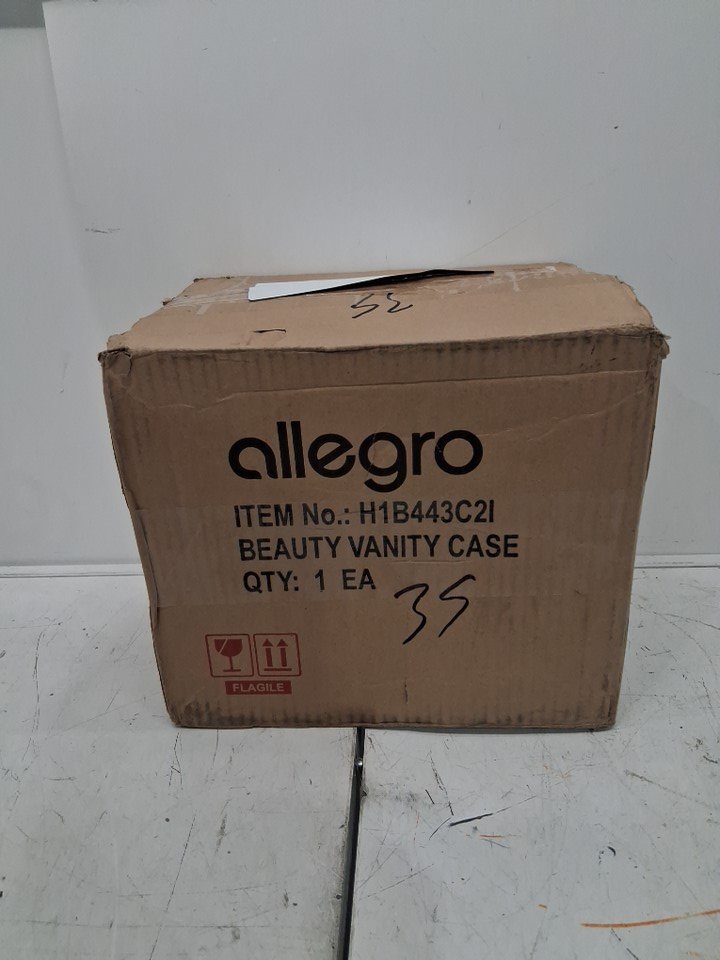 35
allegro
ITEM No.: H1B443C2I
BEAUTY VANITY CASE
QTY: 1 EA
35
FLAGILE